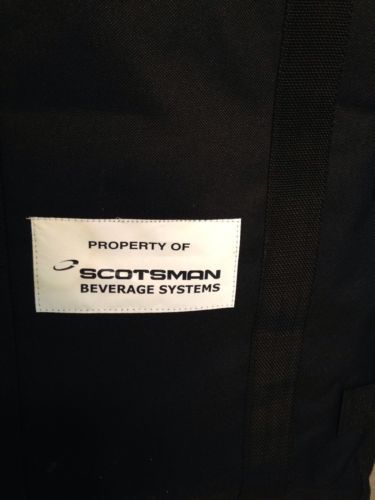 PROPERTY OF
SCOTSMAN
BEVERAGE SYSTEMS